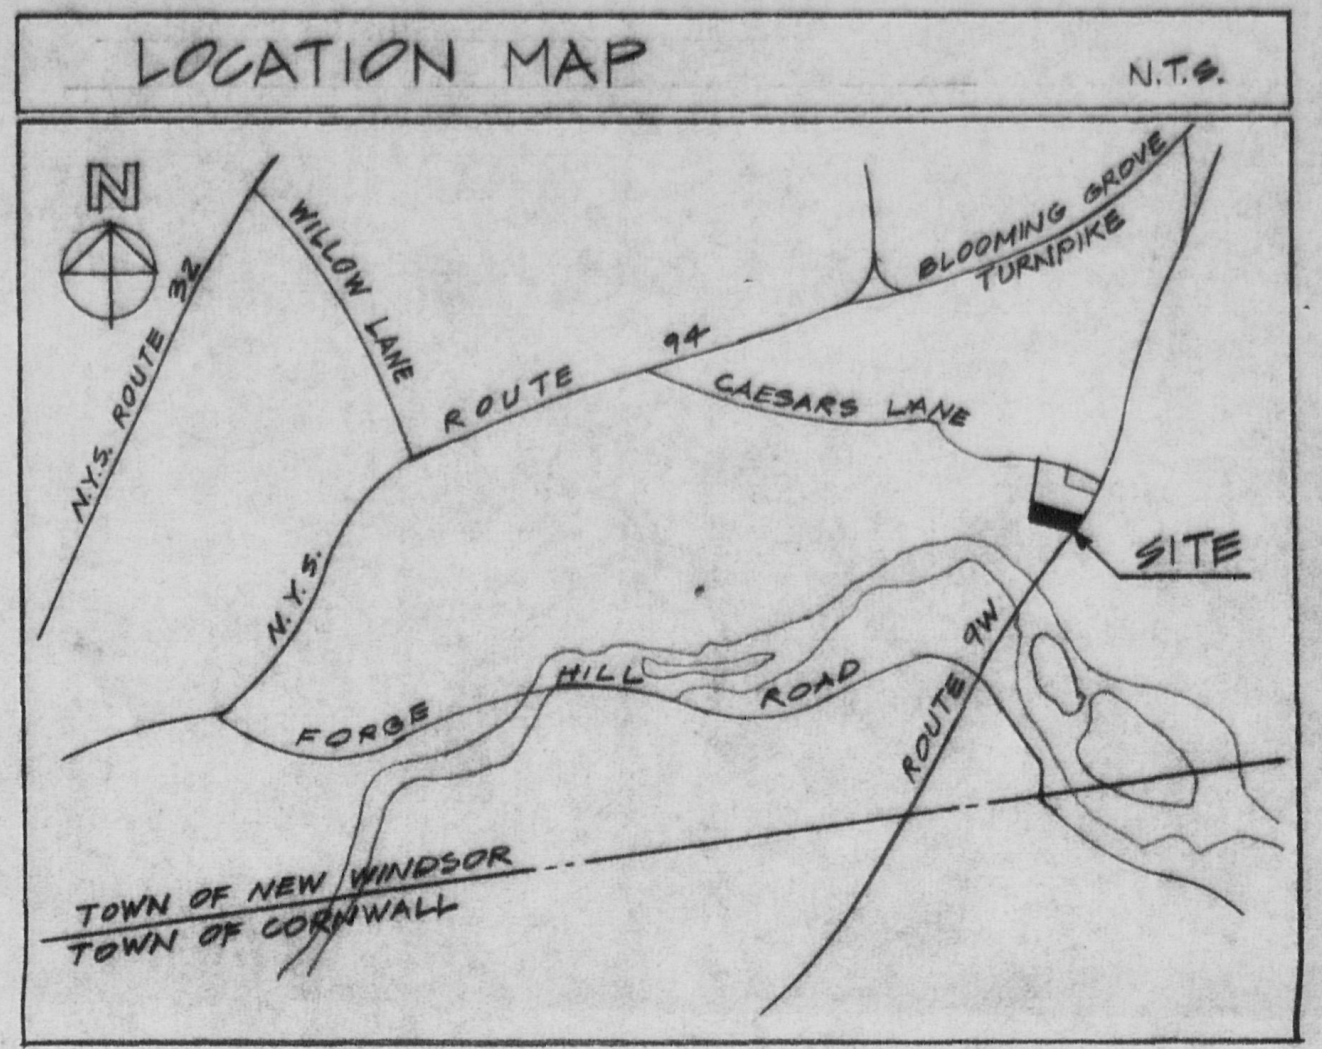 LOCATION MAP
N.T.S.
N
N.Y.S. ROUTE 32
WILLOW LANE
BLOOMING GROVE
TURNPIKE
N.Y.S. ROUTE 94
CAESARS LANE
SITE
ROUTE 9W
FORGE HILL ROAD
TOWN OF NEW WINDSOR
TOWN OF CORNWALL